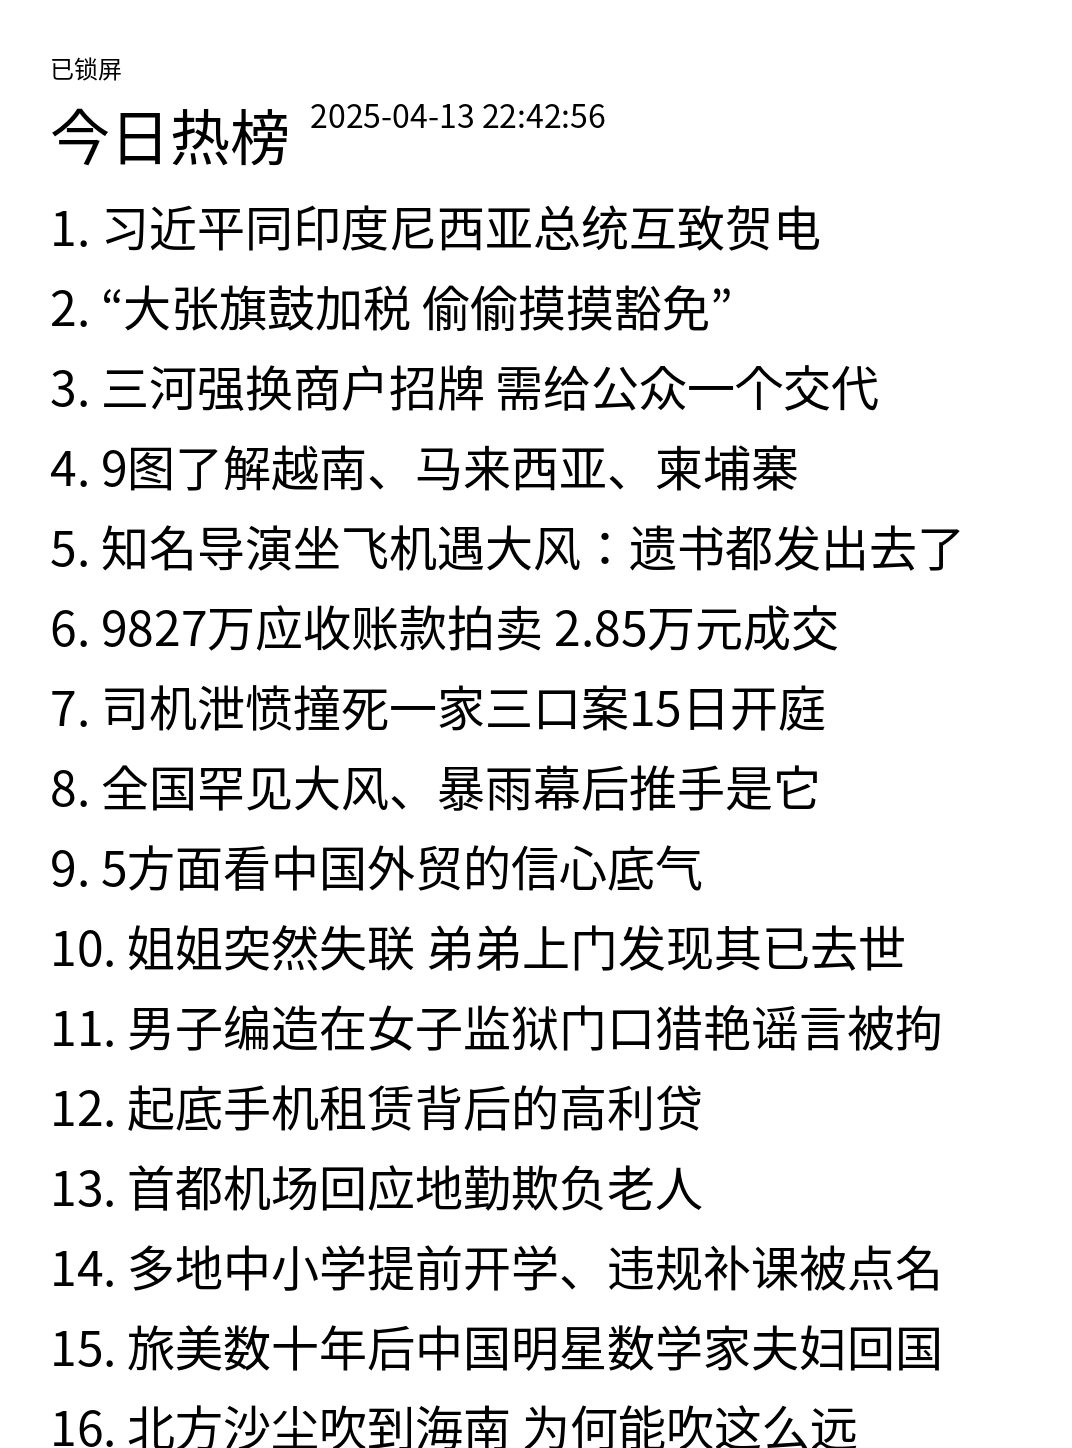 已锁屏
今日热榜 2025-04-13 22:42:56
1. 习近平同印度尼西亚总统互致贺电
2. “大张旗鼓加税 偷偷摸摸豁免”
3. 三河强换商户招牌 需给公众一个交代
4. 9图了解越南、马来西亚、柬埔寨
5. 知名导演坐飞机遇大风：遗书都发出去了
6. 9827万应收账款拍卖 2.85万元成交
7. 司机泄愤撞死一家三口案15日开庭
8. 全国罕见大风、暴雨幕后推手是它
9. 5方面看中国外贸的信心底气
10. 姐姐突然失联 弟弟上门发现其已去世
11. 男子编造在女子监狱门口猎艳谣言被拘
12. 起底手机租赁背后的高利贷
13. 首都机场回应地勤欺负老人
14. 多地中小学提前开学、违规补课被点名
15. 旅美数十年后中国明星数学家夫妇回国
16. 北方沙尘吹到海南 为何能吹这么远